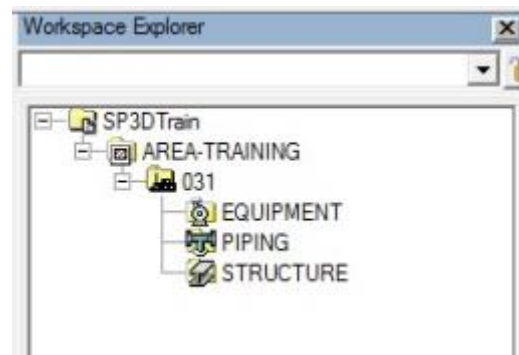 Workspace Explorer
SP3DTrain
AREA-TRAINING
031
EQUIPMENT
PIPING
STRUCTURE